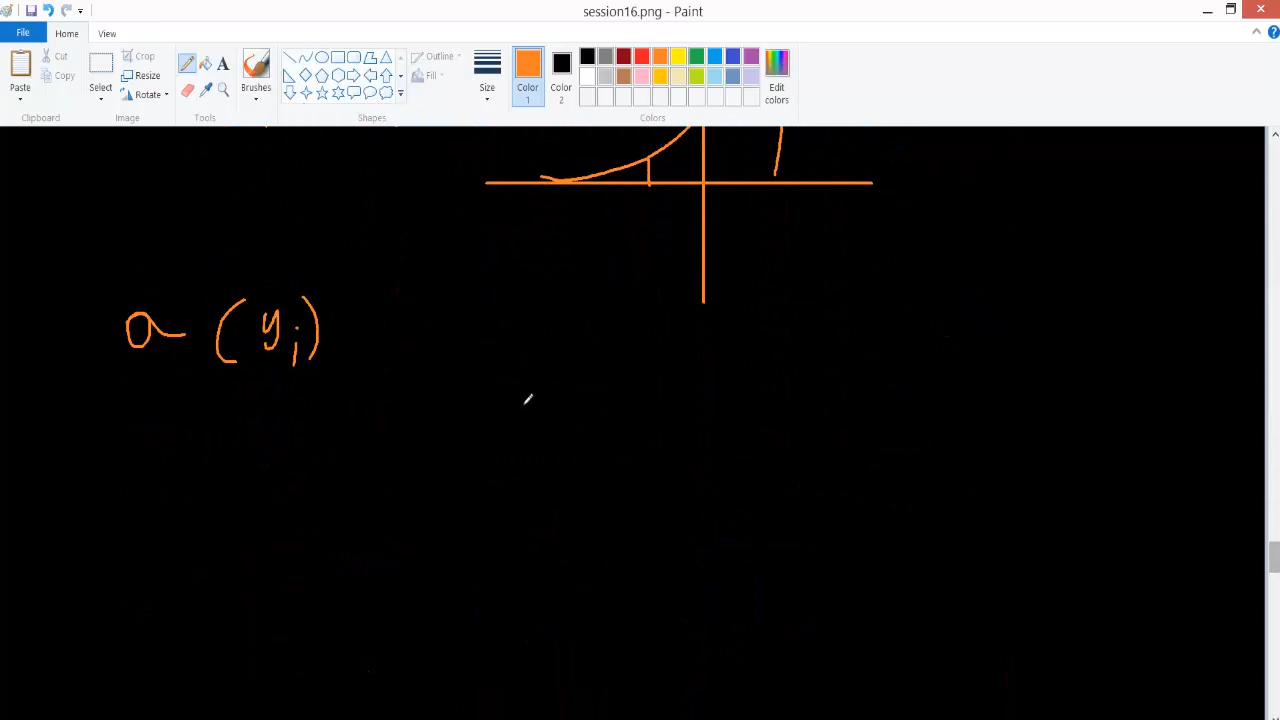 session16.png - Paint
File Home View
Paste Cut Copy Clipboard
Select Crop Resize Rotate Image
Tools
Brushes
Outline Fill Shapes
Size
Color 1 Color 2 Edit colors Colors
a (yi)